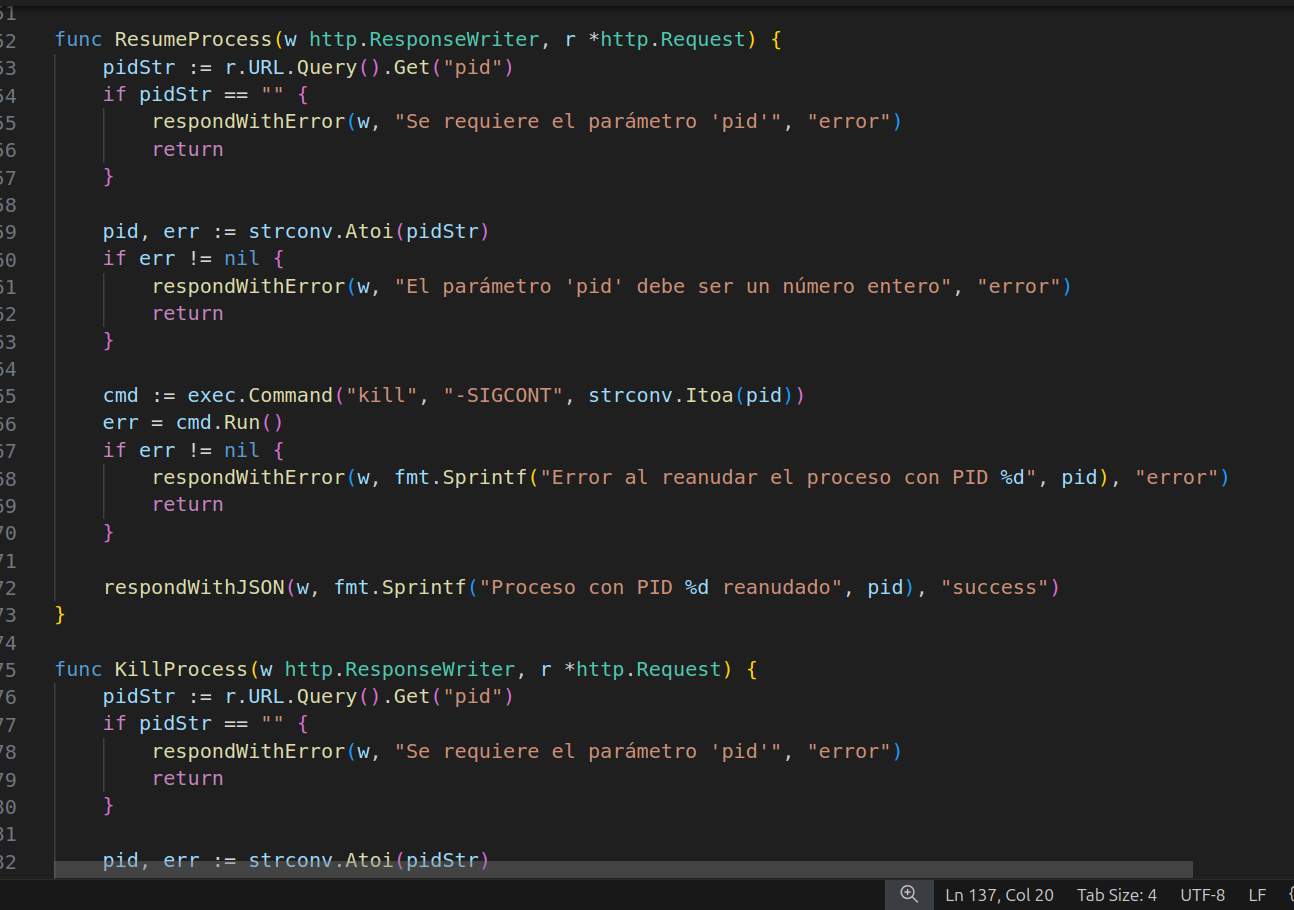 51
52 func ResumeProcess(w http.ResponseWriter, r *http.Request) {
53 pidStr := r.URL.Query().Get("pid")
54 if pidStr == "" {
55 respondWithError(w, "Se requiere el parámetro 'pid'", "error")
56 return
57 }
58
59 pid, err := strconv.Atoi(pidStr)
60 if err != nil {
61 respondWithError(w, "El parámetro 'pid' debe ser un número entero", "error")
62 return
63 }
64
65 cmd := exec.Command("kill", "-SIGCONT", strconv.Itoa(pid))
66 err = cmd.Run()
67 if err != nil {
68 respondWithError(w, fmt.Sprintf("Error al reanudar el proceso con PID %d", pid), "error")
69 return
70 }
71
72 respondWithJSON(w, fmt.Sprintf("Proceso con PID %d reanudado", pid), "success")
73 }
74
75 func KillProcess(w http.ResponseWriter, r *http.Request) {
76 pidStr := r.URL.Query().Get("pid")
77 if pidStr == "" {
78 respondWithError(w, "Se requiere el parámetro 'pid'", "error")
79 return
80 }
81
82 pid, err := strconv.Atoi(pidStr)
Ln 137, Col 20 Tab Size: 4 UTF-8 LF {